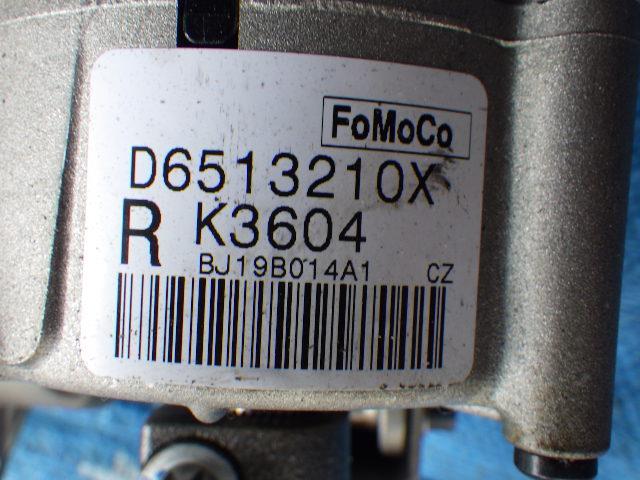 FoMoCo
D6513210X
R K3604
BJ19B014A1 CZ